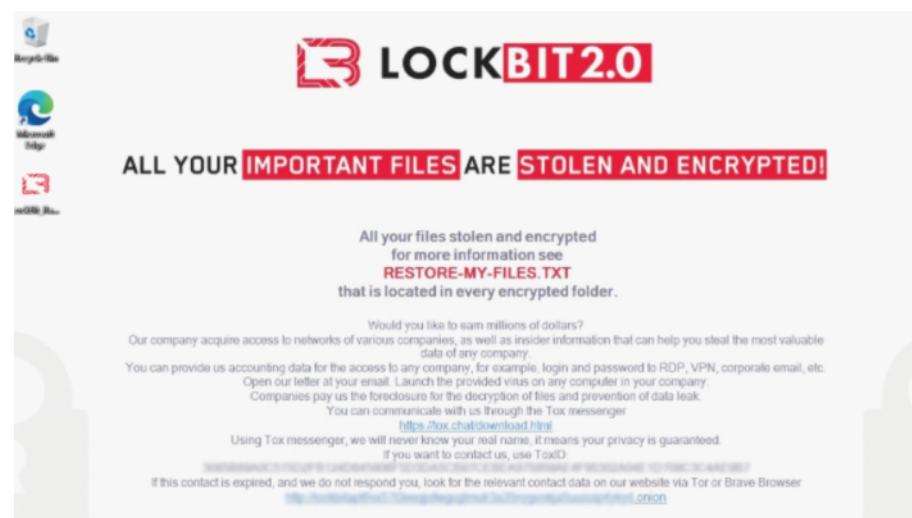 LOCKBIT 2.0
ALL YOUR IMPORTANT FILES ARE STOLEN AND ENCRYPTED!
Microsoft
Edge
All your files stolen and encrypted
for more information see
RESTORE-MY-FILES.TXT
that is located in every encrypted folder.
Would you like to earn millions of dollars?
Our company acquire access to networks of various companies, as well as insider information that can help you steal the most valuable
data of any company.
You can provide us accounting data for the access to any company, for example, login and password to RDP, VPN, corporate email, etc.
Open our letter at your email. Launch the provided virus on any computer in your company.
Companies pay us the foreclosure for the decryption of files and prevention of data leak.
You can communicate with us through the Tox messenger
https://tox.chat/download.html
Using Tox messenger, we will never know your real name, it means your privacy is guaranteed.
If you want to contact us, use ToxID:
If this contact is expired, and we do not respond you, look for the relevant contact data on our website via Tor or Brave Browser
.onion